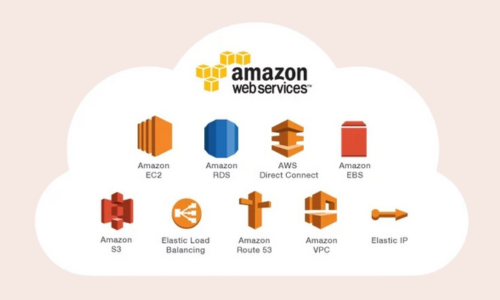 amazon
webservices™
Amazon
EC2
Amazon
RDS
AWS
Direct Connect
Amazon
EBS
Amazon
S3
Elastic Load
Balancing
Amazon
Route 53
Amazon
VPC
Elastic IP